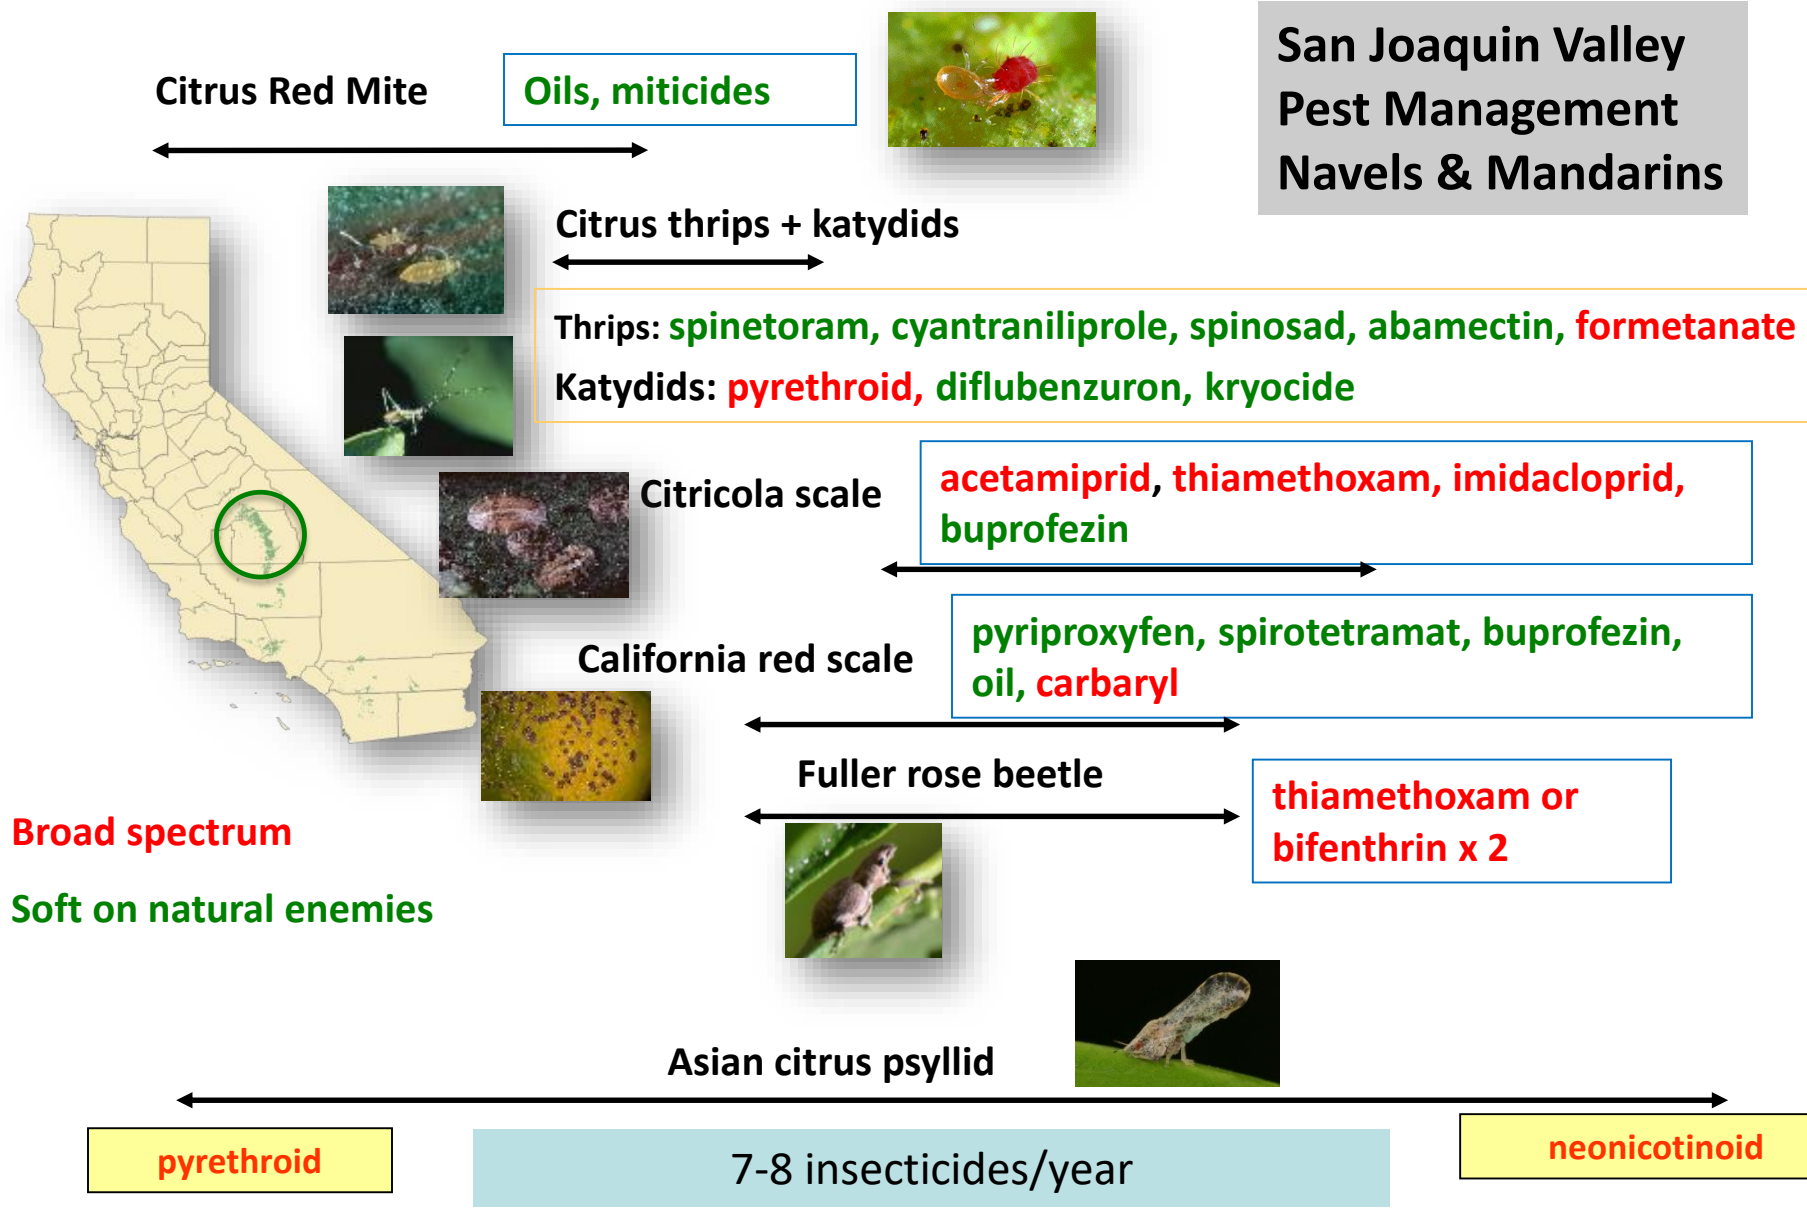 San Joaquin Valley
Pest Management
Navels & Mandarins
Citrus Red Mite
Oils, miticides
Citrus thrips + katydids
Thrips: spinetoram, cyantraniliprole, spinosad, abamectin, formetanate
Katydids: pyrethroid, diflubenzuron, kryocide
Citricola scale
acetamiprid, thiamethoxam, imidacloprid,
buprofezin
California red scale
pyriproxyfen, spirotetramat, buprofezin,
oil, carbaryl
Fuller rose beetle
thiamethoxam or
bifenthrin x 2
Broad spectrum
Soft on natural enemies
Asian citrus psyllid
pyrethroid
7-8 insecticides/year
neonicotinoid